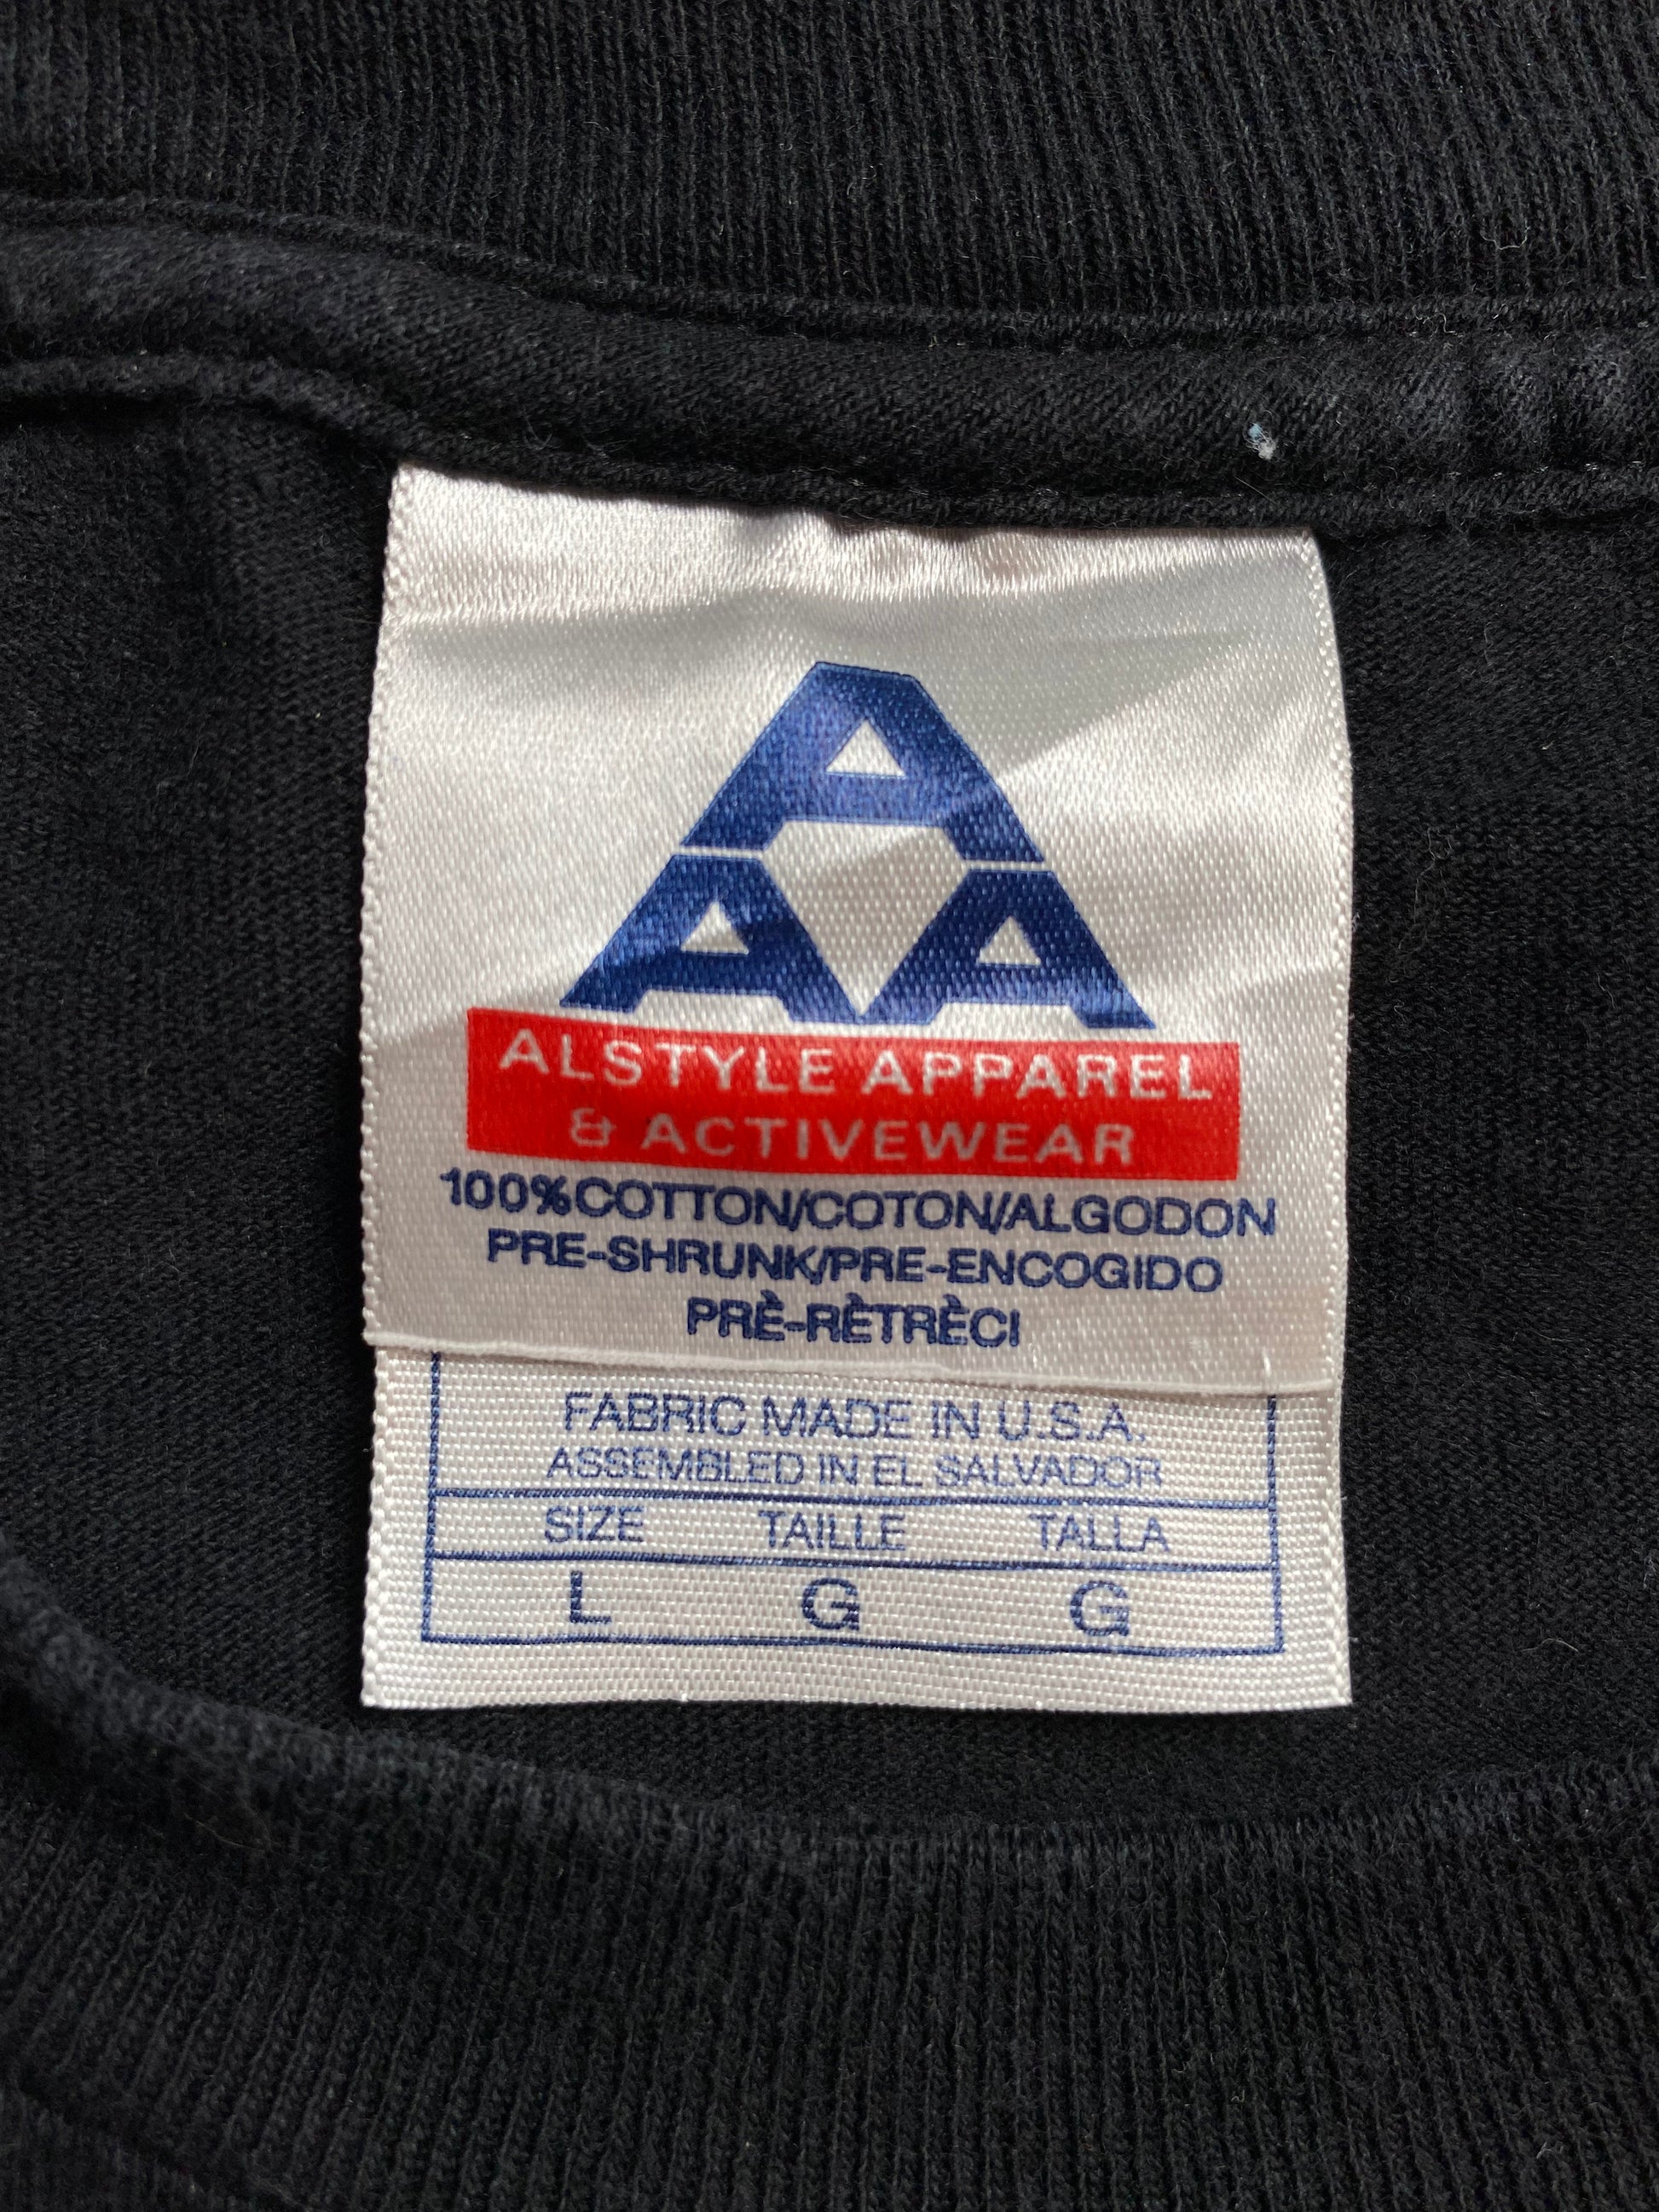 A
A A
ALSTYLE APPAREL
& ACTIVEWEAR
100%COTTON/COTON/ALGODON
PRE-SHRUNK/PRE-ENCOGIDO
PRÈ-RÈTRÈCI
FABRIC MADE IN U.S.A.
ASSEMBLED IN EL SALVADOR
SIZE TAILLE TALLA
L G G